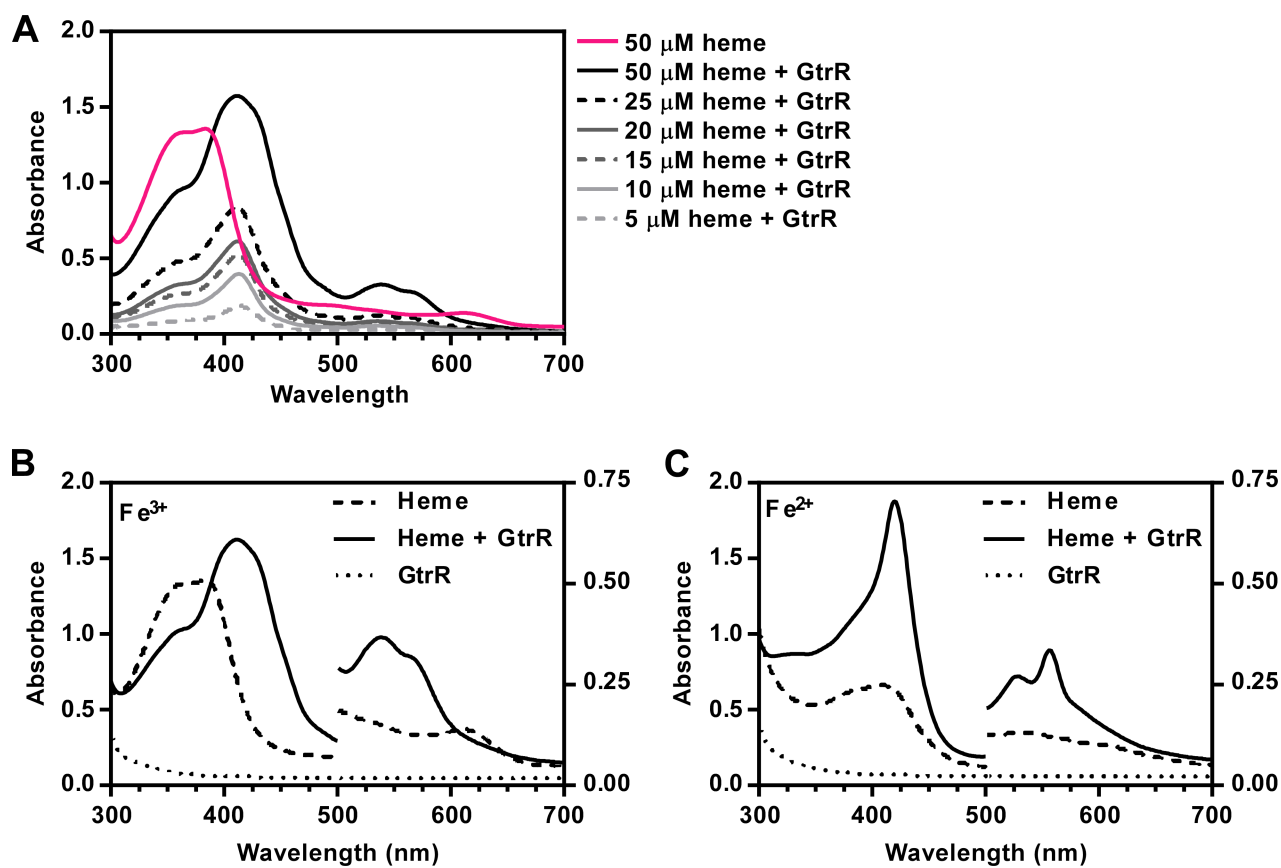 A
2.0
1.5
1.0
0.5
0.0
Absorbance
300
400
500
600
700
Wavelength
50 μM heme
50 μM heme + GtrR
25 μM heme + GtrR
20 μM heme + GtrR
15 μM heme + GtrR
10 μM heme + GtrR
5 μM heme + GtrR
B
2.0
1.5
1.0
0.5
0.0
Absorbance
Fe3+
Heme
Heme + GtrR
GtrR
0.75
0.50
0.25
0.00
300
400
500
600
700
Wavelength (nm)
C
2.0
1.5
1.0
0.5
0.0
Absorbance
Fe2+
Heme
Heme + GtrR
GtrR
0.75
0.50
0.25
0.00
300
400
500
600
700
Wavelength (nm)